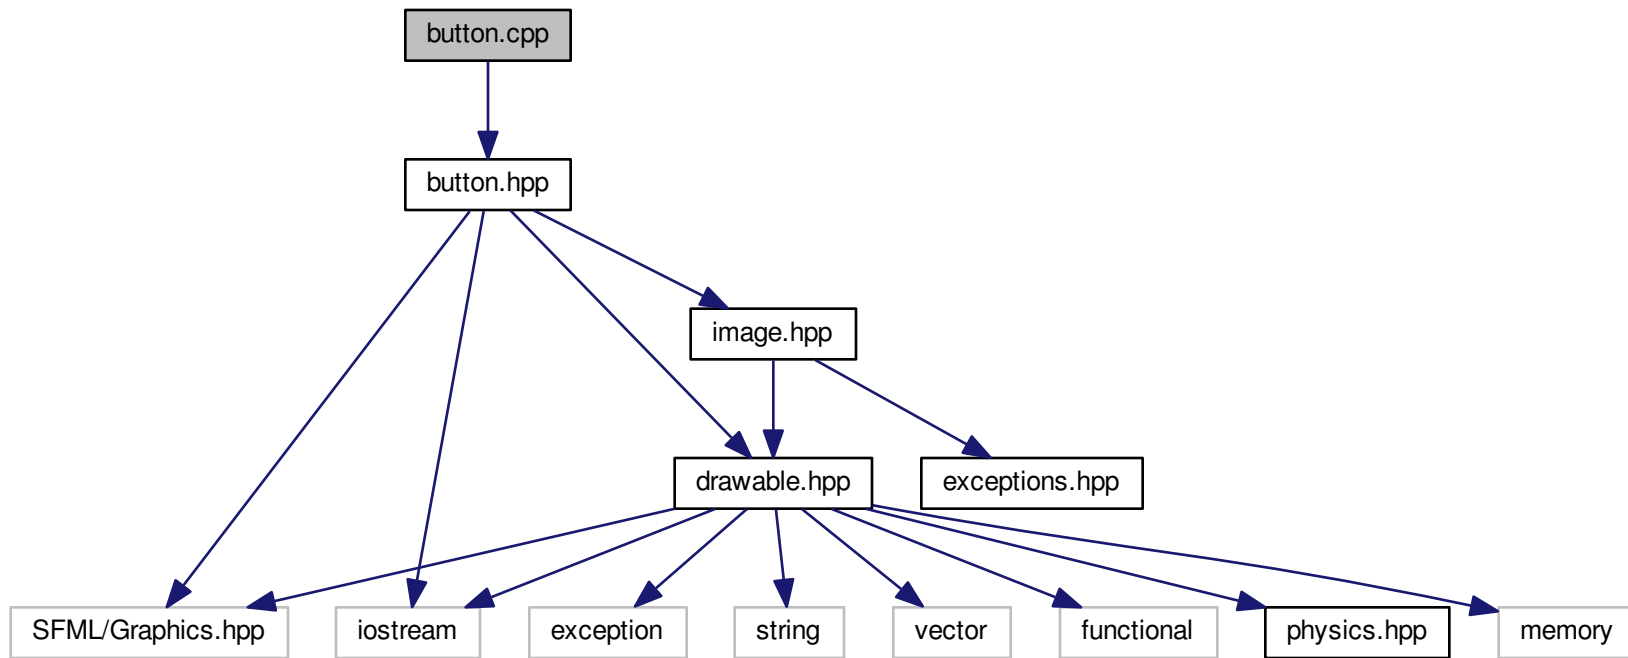 button.cpp
button.hpp
image.hpp
drawable.hpp
exceptions.hpp
SFML/Graphics.hpp
iostream
exception
string
vector
functional
physics.hpp
memory